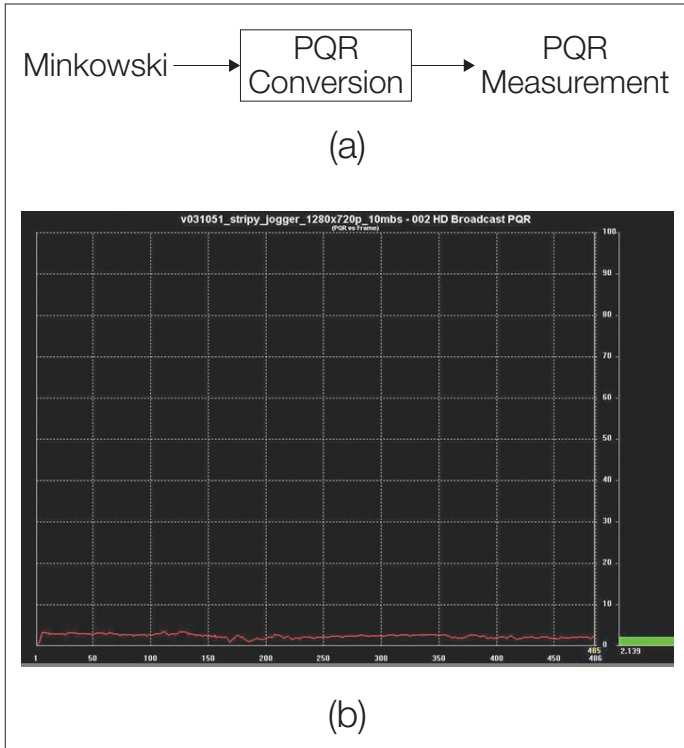 Minkowski
PQR
Conversion
PQR
Measurement
(a)
v031051_stripy_jogger_1280x720p_10mbs - 002 HD Broadcast PQR
(PQR vs Frame)
100
90
80
70
60
50
40
30
20
10
0
485
2.139
1 50 100 150 200 250 300 350 400 450 486
(b)